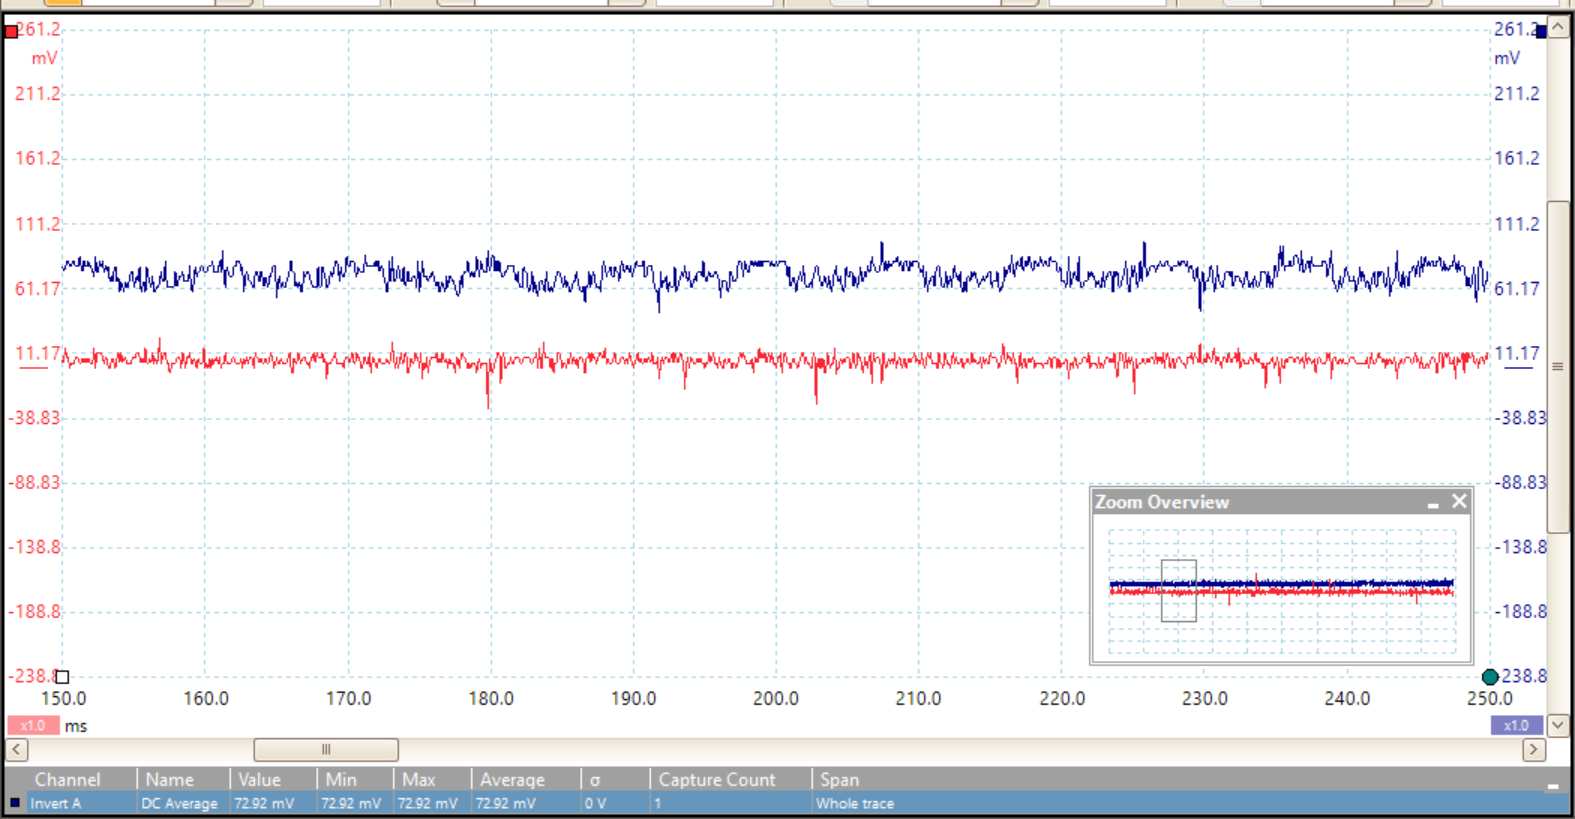 261.2 261.2
mV mV
211.2 211.2
161.2 161.2
111.2 111.2
61.17 61.17
11.17 11.17
-38.83 -38.83
-88.83 -88.83
Zoom Overview
-138.8 -138.8
-188.8 -188.8
-238.8 -238.8
150.0 160.0 170.0 180.0 190.0 200.0 210.0 220.0 230.0 240.0 250.0
x1.0 ms x1.0
Channel Name Value Min Max Average σ Capture Count Span
Invert A DC Average 72.92 mV 72.92 mV 72.92 mV 72.92 mV 0 V 1 Whole trace